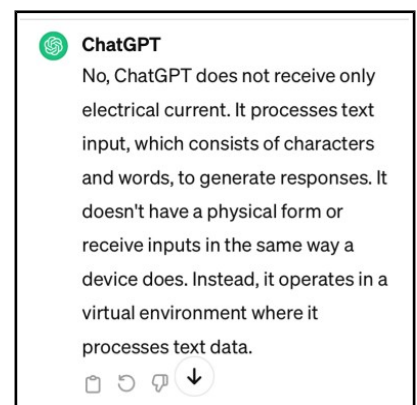 ChatGPT
No, ChatGPT does not receive only
electrical current. It processes text
input, which consists of characters
and words, to generate responses. It
doesn't have a physical form or
receive inputs in the same way a
device does. Instead, it operates in a
virtual environment where it
processes text data.